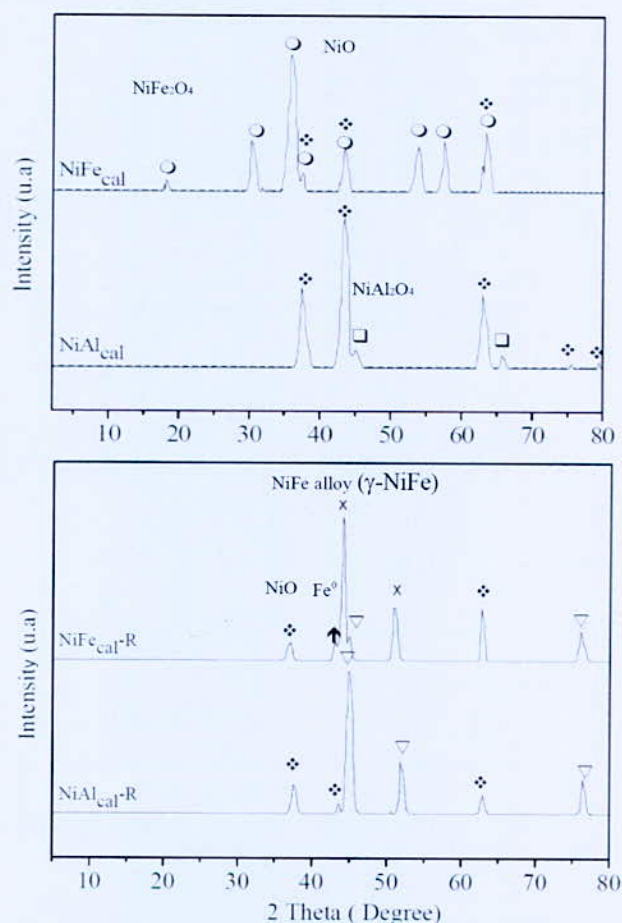 NiO
NiFe₂O₄
NiFe_cal
NiAl₂O₄
NiAl_cal
Intensity (u.a)
10 20 30 40 50 60 70 80
NiFe alloy (γ-NiFe)
x
NiO Fe° x
NiFe_cal-R
NiAl_cal-R
Intensity (u.a)
10 20 30 40 50 60 70 80
2 Theta ( Degree)